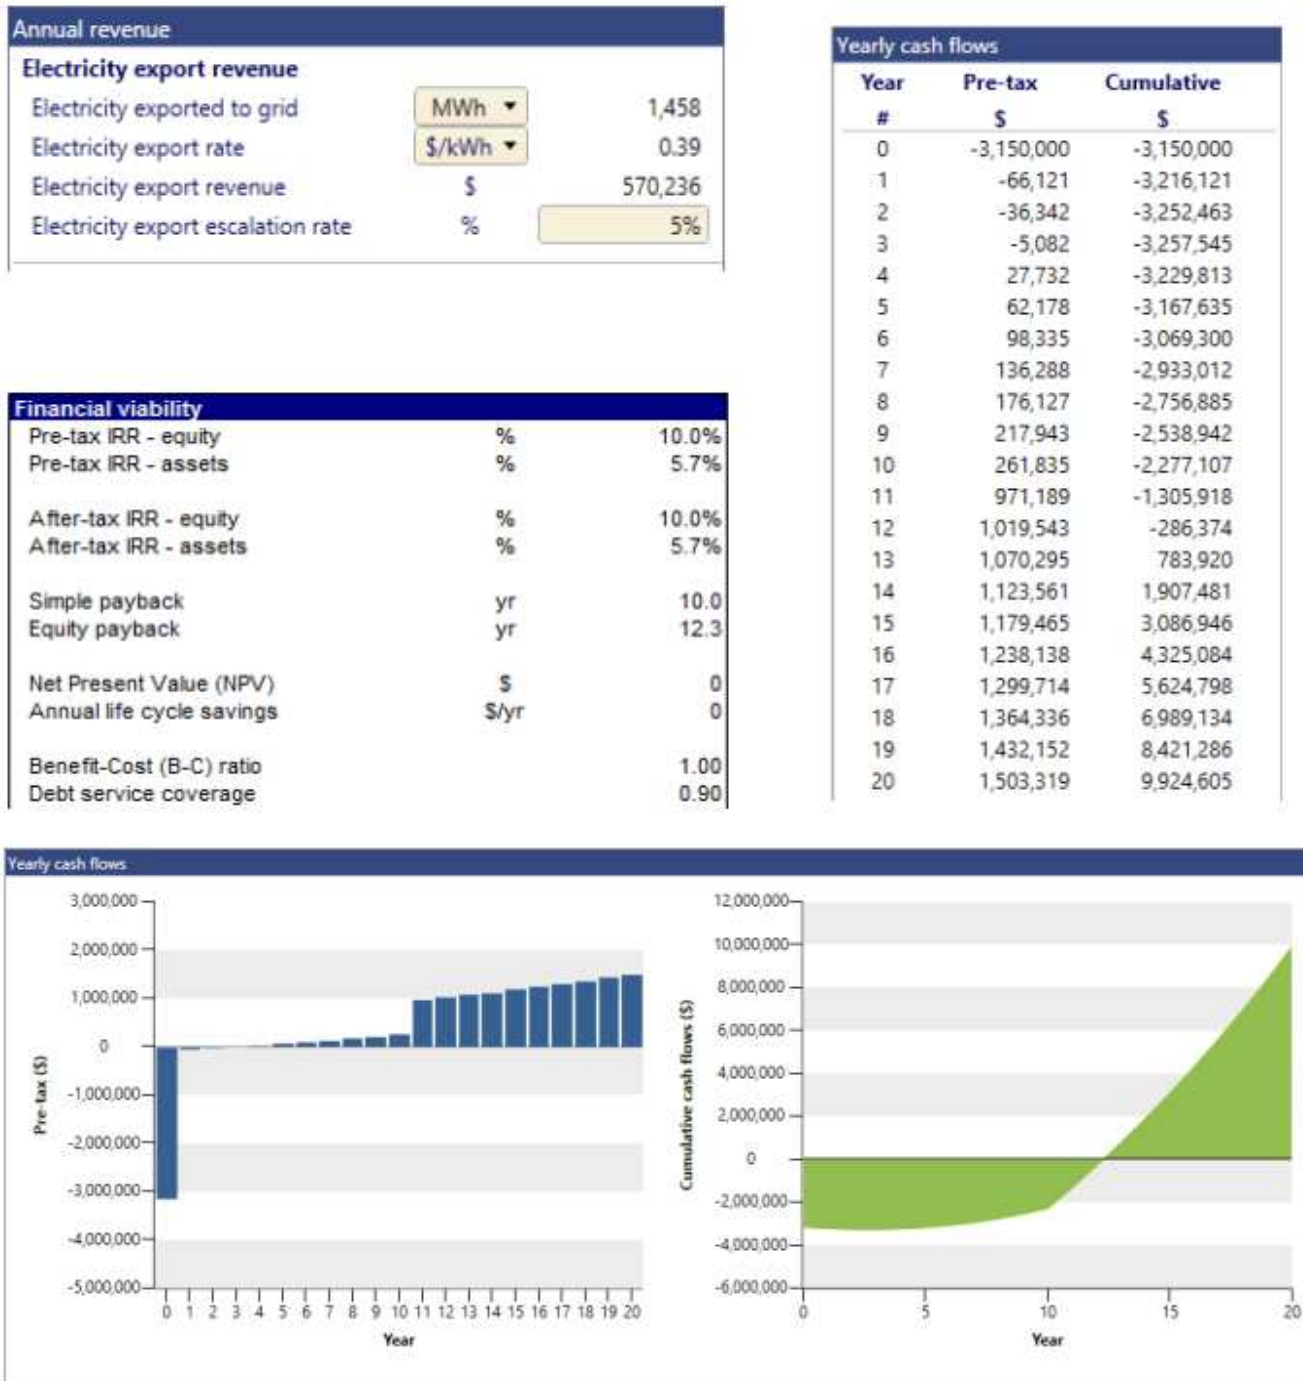 Annual revenue
Electricity export revenue
Electricity exported to grid MWh 1,458
Electricity export rate $/kWh 0.39
Electricity export revenue $ 570,236
Electricity export escalation rate % 5%
Financial viability
Pre-tax IRR - equity % 10.0%
Pre-tax IRR - assets % 5.7%
After-tax IRR - equity % 10.0%
After-tax IRR - assets % 5.7%
Simple payback yr 10.0
Equity payback yr 12.3
Net Present Value (NPV) $ 0
Annual life cycle savings $/yr 0
Benefit-Cost (B-C) ratio 1.00
Debt service coverage 0.90
Yearly cash flows
Year Pre-tax Cumulative
# $ $
0 -3,150,000 -3,150,000
1 -66,121 -3,216,121
2 -36,342 -3,252,463
3 -5,082 -3,257,545
4 27,732 -3,229,813
5 62,178 -3,167,635
6 98,335 -3,069,300
7 136,288 -2,933,012
8 176,127 -2,756,885
9 217,943 -2,538,942
10 261,835 -2,277,107
11 971,189 -1,305,918
12 1,019,543 -286,374
13 1,070,295 783,920
14 1,123,561 1,907,481
15 1,179,465 3,086,946
16 1,238,138 4,325,084
17 1,299,714 5,624,798
18 1,364,336 6,989,134
19 1,432,152 8,421,286
20 1,503,319 9,924,605
Yearly cash flows
Pre-tax ($)
3,000,000
2,000,000
1,000,000
0
-1,000,000
-2,000,000
-3,000,000
-4,000,000
-5,000,000
0 1 2 3 4 5 6 7 8 9 10 11 12 13 14 15 16 17 18 19 20
Year
Cumulative cash flows ($)
12,000,000
10,000,000
8,000,000
6,000,000
4,000,000
2,000,000
0
-2,000,000
-4,000,000
-6,000,000
0 5 10 15 20
Year